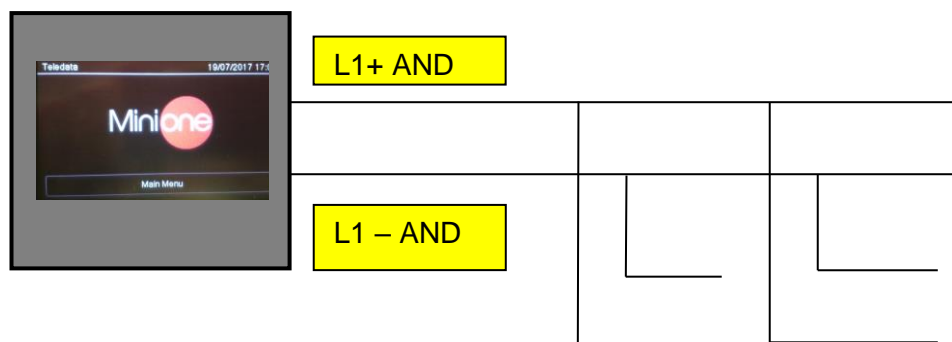 L1+ AND
Teledata 19/07/2017 17:
Minione
Main Menu
L1 – AND